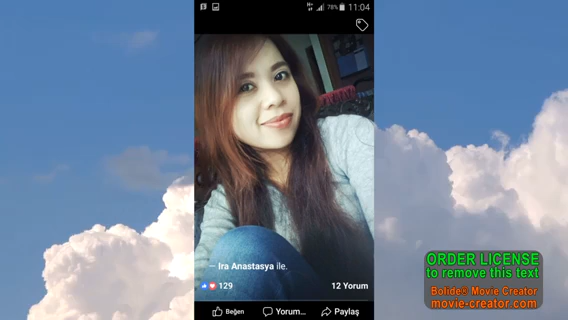 78% 11:04
— Ira Anastasya ile.
129 12 Yorum
Beğen Yorum... Paylaş
ORDER LICENSE
to remove this text
Bolide® Movie Creator
movie-creator.com